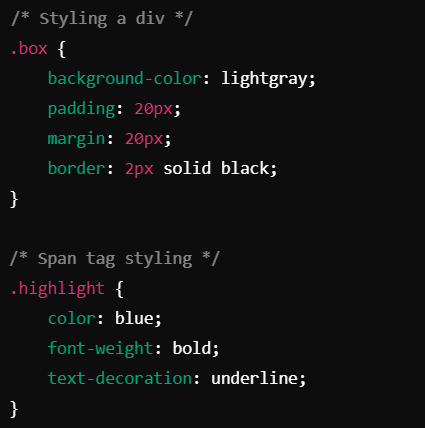 /* Styling a div */
.box {
    background-color: lightgray;
    padding: 20px;
    margin: 20px;
    border: 2px solid black;
}

/* Span tag styling */
.highlight {
    color: blue;
    font-weight: bold;
    text-decoration: underline;
}